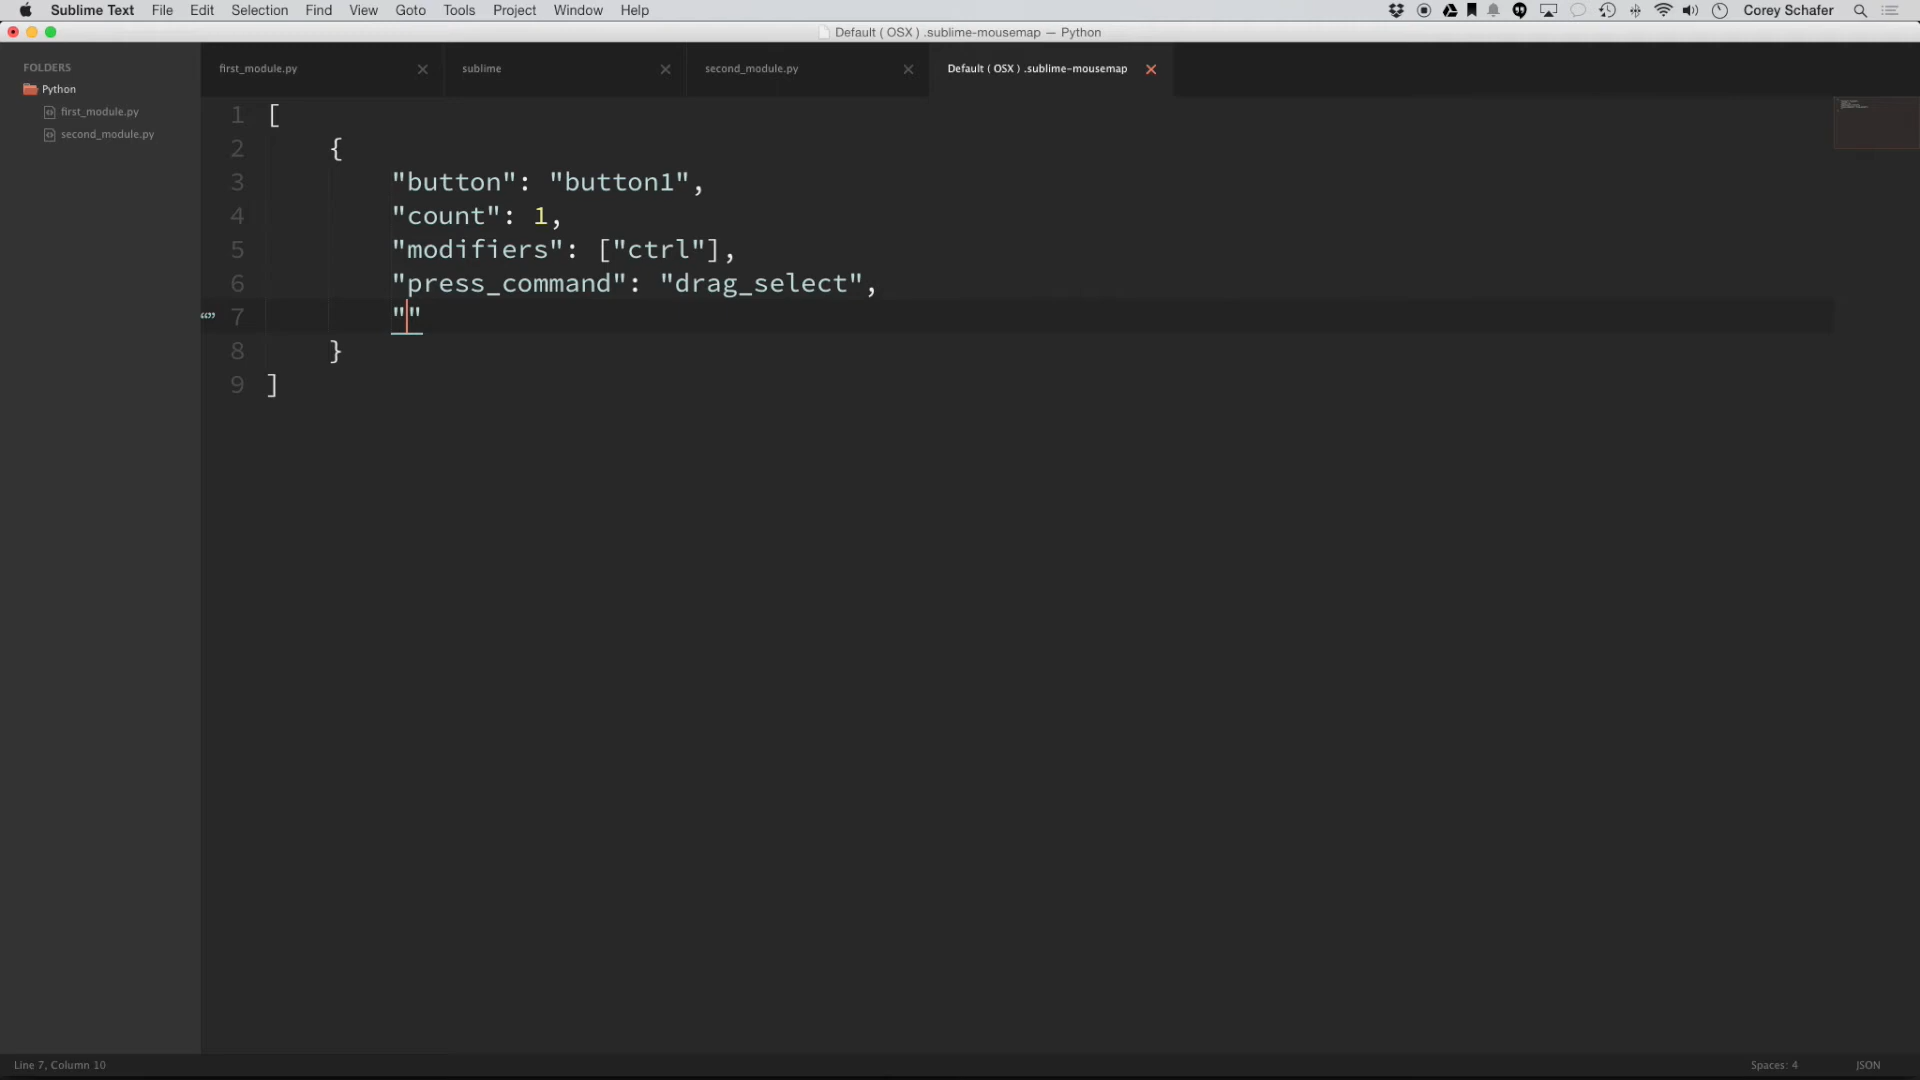 Sublime Text File Edit Selection Find View Goto Tools Project Window Help Corey Schafer
Default ( OSX ) .sublime-mousemap — Python
FOLDERS
Python
first_module.py
second_module.py
first_module.py sublime second_module.py Default ( OSX ) .sublime-mousemap
1 [
2 {
3 "button": "button1",
4 "count": 1,
5 "modifiers": ["ctrl"],
6 "press_command": "drag_select",
7 ""
8 }
9 ]
Line 7, Column 10 Spaces: 4 JSON